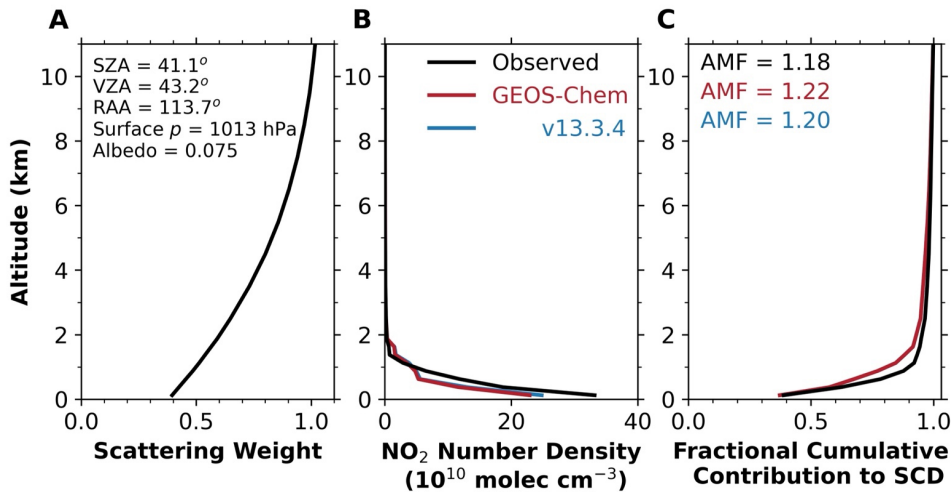 A
B
C
SZA = 41.1°
VZA = 43.2°
RAA = 113.7°
Surface p = 1013 hPa
Albedo = 0.075
Observed
GEOS-Chem
v13.3.4
AMF = 1.18
AMF = 1.22
AMF = 1.20
Altitude (km)
10
8
6
4
2
0
10
8
6
4
2
0
10
8
6
4
2
0
0.0 0.5 1.0
0 20 40
0.0 0.5 1.0
Scattering Weight
NO₂ Number Density
(10¹⁰ molec cm⁻³)
Fractional Cumulative
Contribution to SCD